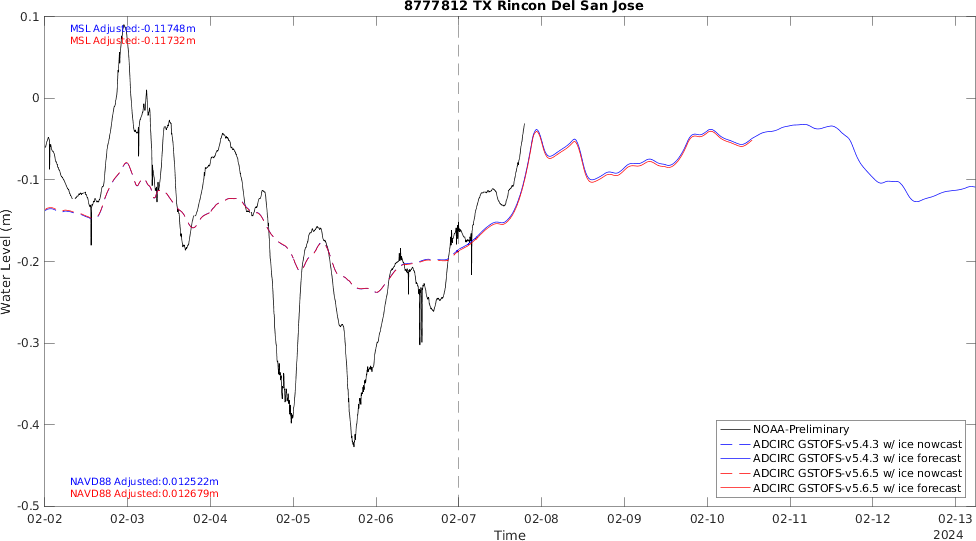 8777812 TX Rincon Del San Jose
MSL Adjusted:-0.11748m
MSL Adjusted:-0.11732m
0.1
0
-0.1
-0.2
-0.3
-0.4
-0.5
Water Level (m)
NAVD88 Adjusted:0.012522m
NAVD88 Adjusted:0.012679m
NOAA-Preliminary
ADCIRC GSTOFS-v5.4.3 w/ ice nowcast
ADCIRC GSTOFS-v5.4.3 w/ ice forecast
ADCIRC GSTOFS-v5.6.5 w/ ice nowcast
ADCIRC GSTOFS-v5.6.5 w/ ice forecast
02-02 02-03 02-04 02-05 02-06 02-07 02-08 02-09 02-10 02-11 02-12 02-13
Time
2024